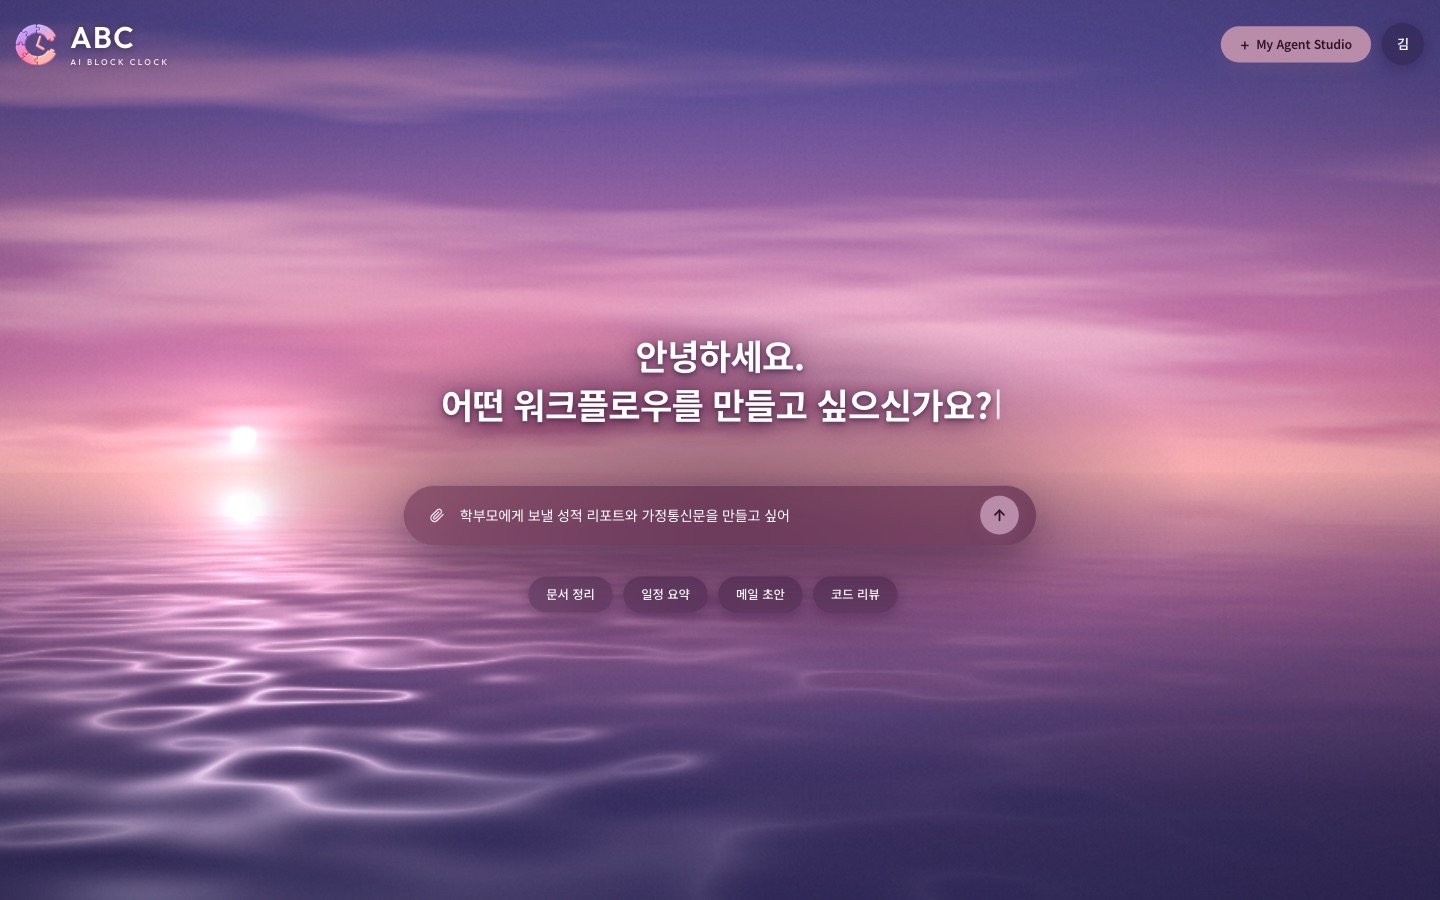 ABC
AI BLOCK CLOCK
+ My Agent Studio
김
안녕하세요.
어떤 워크플로우를 만들고 싶으신가요?
학부모에게 보낼 성적 리포트와 가정통신문을 만들고 싶어
문서 정리
일정 요약
메일 초안
코드 리뷰